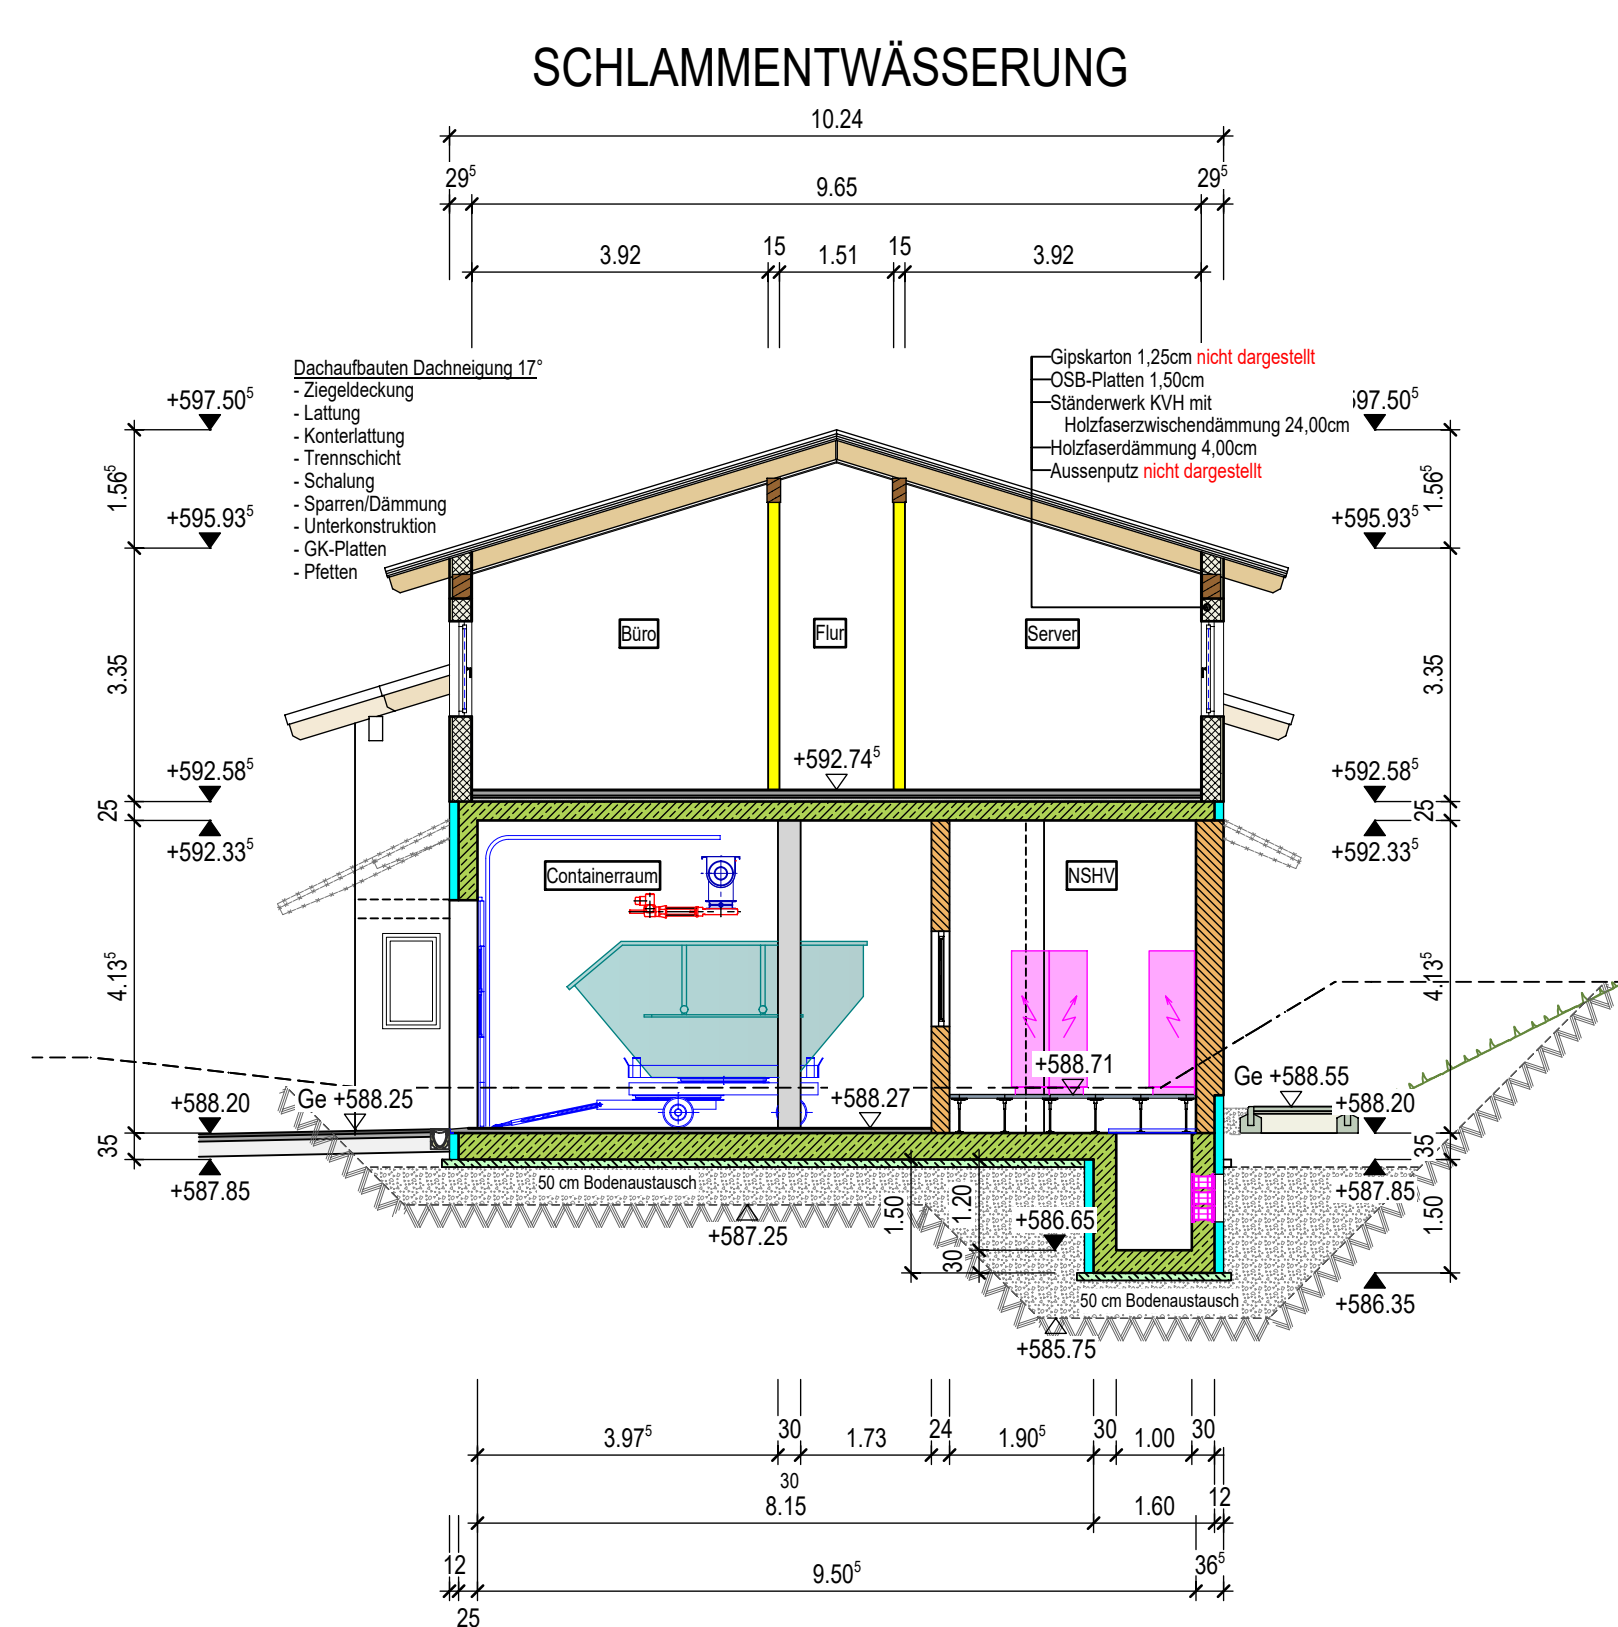 SCHLAMMENTWÄSSERUNG
10.24
29⁵ 9.65 29⁵
3.92 15 1.51 15 3.92
Dachaufbauten Dachneigung 17°
- Ziegeldeckung
- Lattung
- Konterlattung
- Trennschicht
- Schalung
- Sparren/Dämmung
- Unterkonstruktion
- GK-Platten
- Pfetten
Gipskarton 1,25cm nicht dargestellt
OSB-Platten 1,50cm
Ständerwerk KVH mit
Holzfaserzwischendämmung 24,00cm
Holzfaserdämmung 4,00cm
Aussenputz nicht dargestellt
+597.50⁵ 597.50⁵
1.56⁵ 1.56⁵
+595.93⁵ +595.93⁵
Büro Flur Server
3.35 3.35
+592.74⁵
+592.58⁵ +592.58⁵
25 25
+592.33⁵ +592.33⁵
Containerraum NSHV
4.13⁵ 4.13⁵
+588.71
Ge +588.25 +588.27 Ge +588.55
+588.20 +588.20
35 35
+587.85 +587.85
50 cm Bodenaustausch
1.50 1.20 1.50
+587.25 +586.65
30
50 cm Bodenaustausch
+586.35
+585.75
3.97⁵ 30 1.73 24 1.90⁵ 30 1.00 30
30
8.15 1.60 12
12 9.50⁵ 36⁵
25